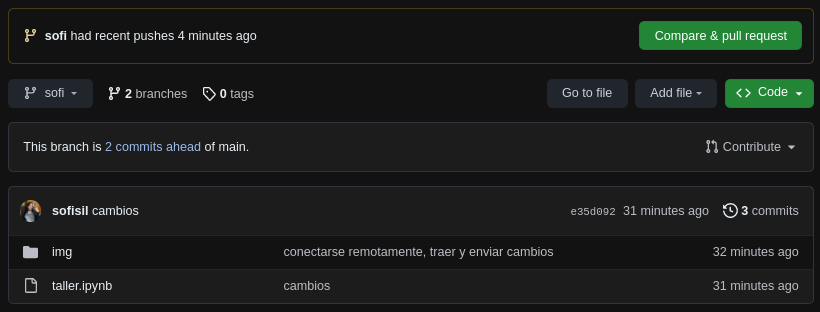 sofi had recent pushes 4 minutes ago Compare & pull request
sofi 2 branches 0 tags Go to file Add file Code
This branch is 2 commits ahead of main. Contribute
sofisil cambios e35d092 31 minutes ago 3 commits
img conectarse remotamente, traer y enviar cambios 32 minutes ago
taller.ipynb cambios 31 minutes ago